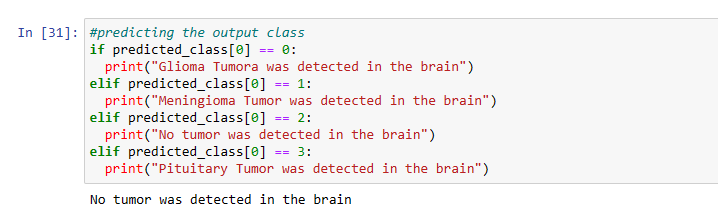 In [31]: #predicting the output class
if predicted_class[0] == 0:
  print("Glioma Tumora was detected in the brain")
elif predicted_class[0] == 1:
  print("Meningioma Tumor was detected in the brain")
elif predicted_class[0] == 2:
  print("No tumor was detected in the brain")
elif predicted_class[0] == 3:
  print("Pituitary Tumor was detected in the brain")
No tumor was detected in the brain